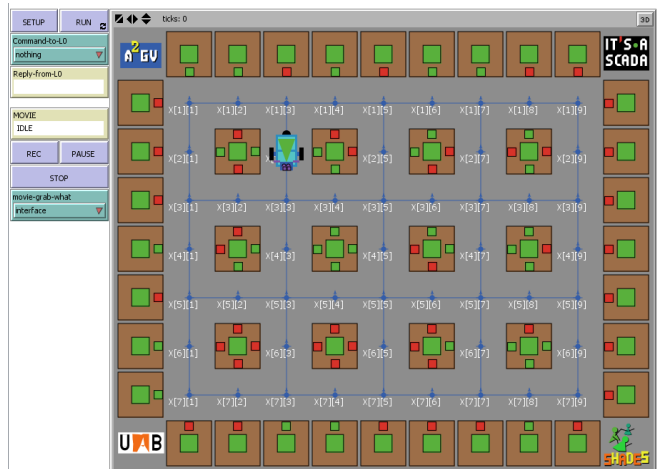 SETUP RUN
ticks: 0
3D
Command-to-L0
nothing
Reply-from-L0
MOVIE
IDLE
REC PAUSE
STOP
movie-grab-what
interface
A2GV
IT'S·A
SCADA
X[1][1] X[1][2] X[1][3] X[1][4] X[1][5] X[1][6] X[1][7] X[1][8] X[1][9]
X[2][1] X[2][5] X[2][7] X[2][9]
X[3][1] X[3][2] X[3][3] X[3][4] X[3][5] X[3][6] X[3][7] X[3][8] X[3][9]
X[4][1] X[4][3] X[4][5] X[4][7] X[4][9]
X[5][1] X[5][2] X[5][3] X[5][4] X[5][5] X[5][6] X[5][7] X[5][8] X[5][9]
X[6][1] X[6][3] X[6][5] X[6][7] X[6][9]
X[7][1] X[7][2] X[7][3] X[7][4] X[7][5] X[7][6] X[7][7] X[7][8] X[7][9]
UAB
SHADES